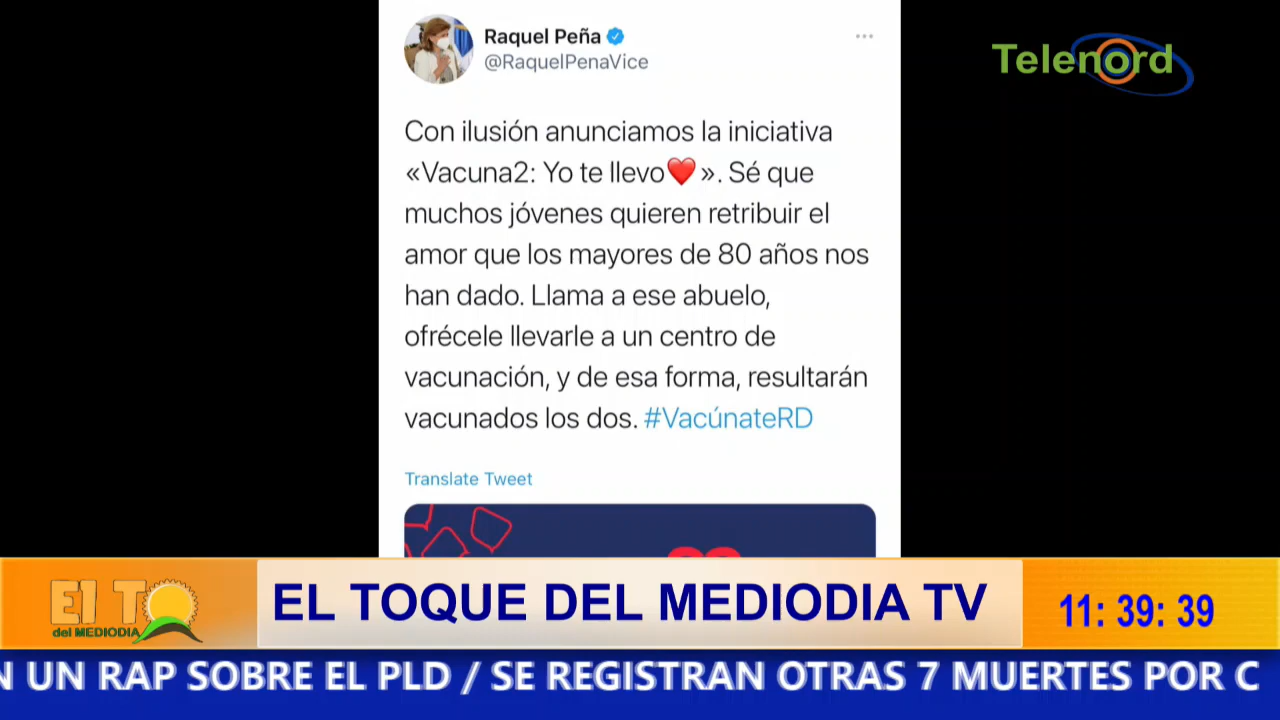 Raquel Peña
@RaquelPenaVice
Telenord
Con ilusión anunciamos la iniciativa
«Vacuna2: Yo te llevo❤️». Sé que
muchos jóvenes quieren retribuir el
amor que los mayores de 80 años nos
han dado. Llama a ese abuelo,
ofrécele llevarle a un centro de
vacunación, y de esa forma, resultarán
vacunados los dos. #VacúnateRD
Translate Tweet
El TO
del MEDIODIA
EL TOQUE DEL MEDIODIA TV
11: 39: 39
N UN RAP SOBRE EL PLD / SE REGISTRAN OTRAS 7 MUERTES POR C